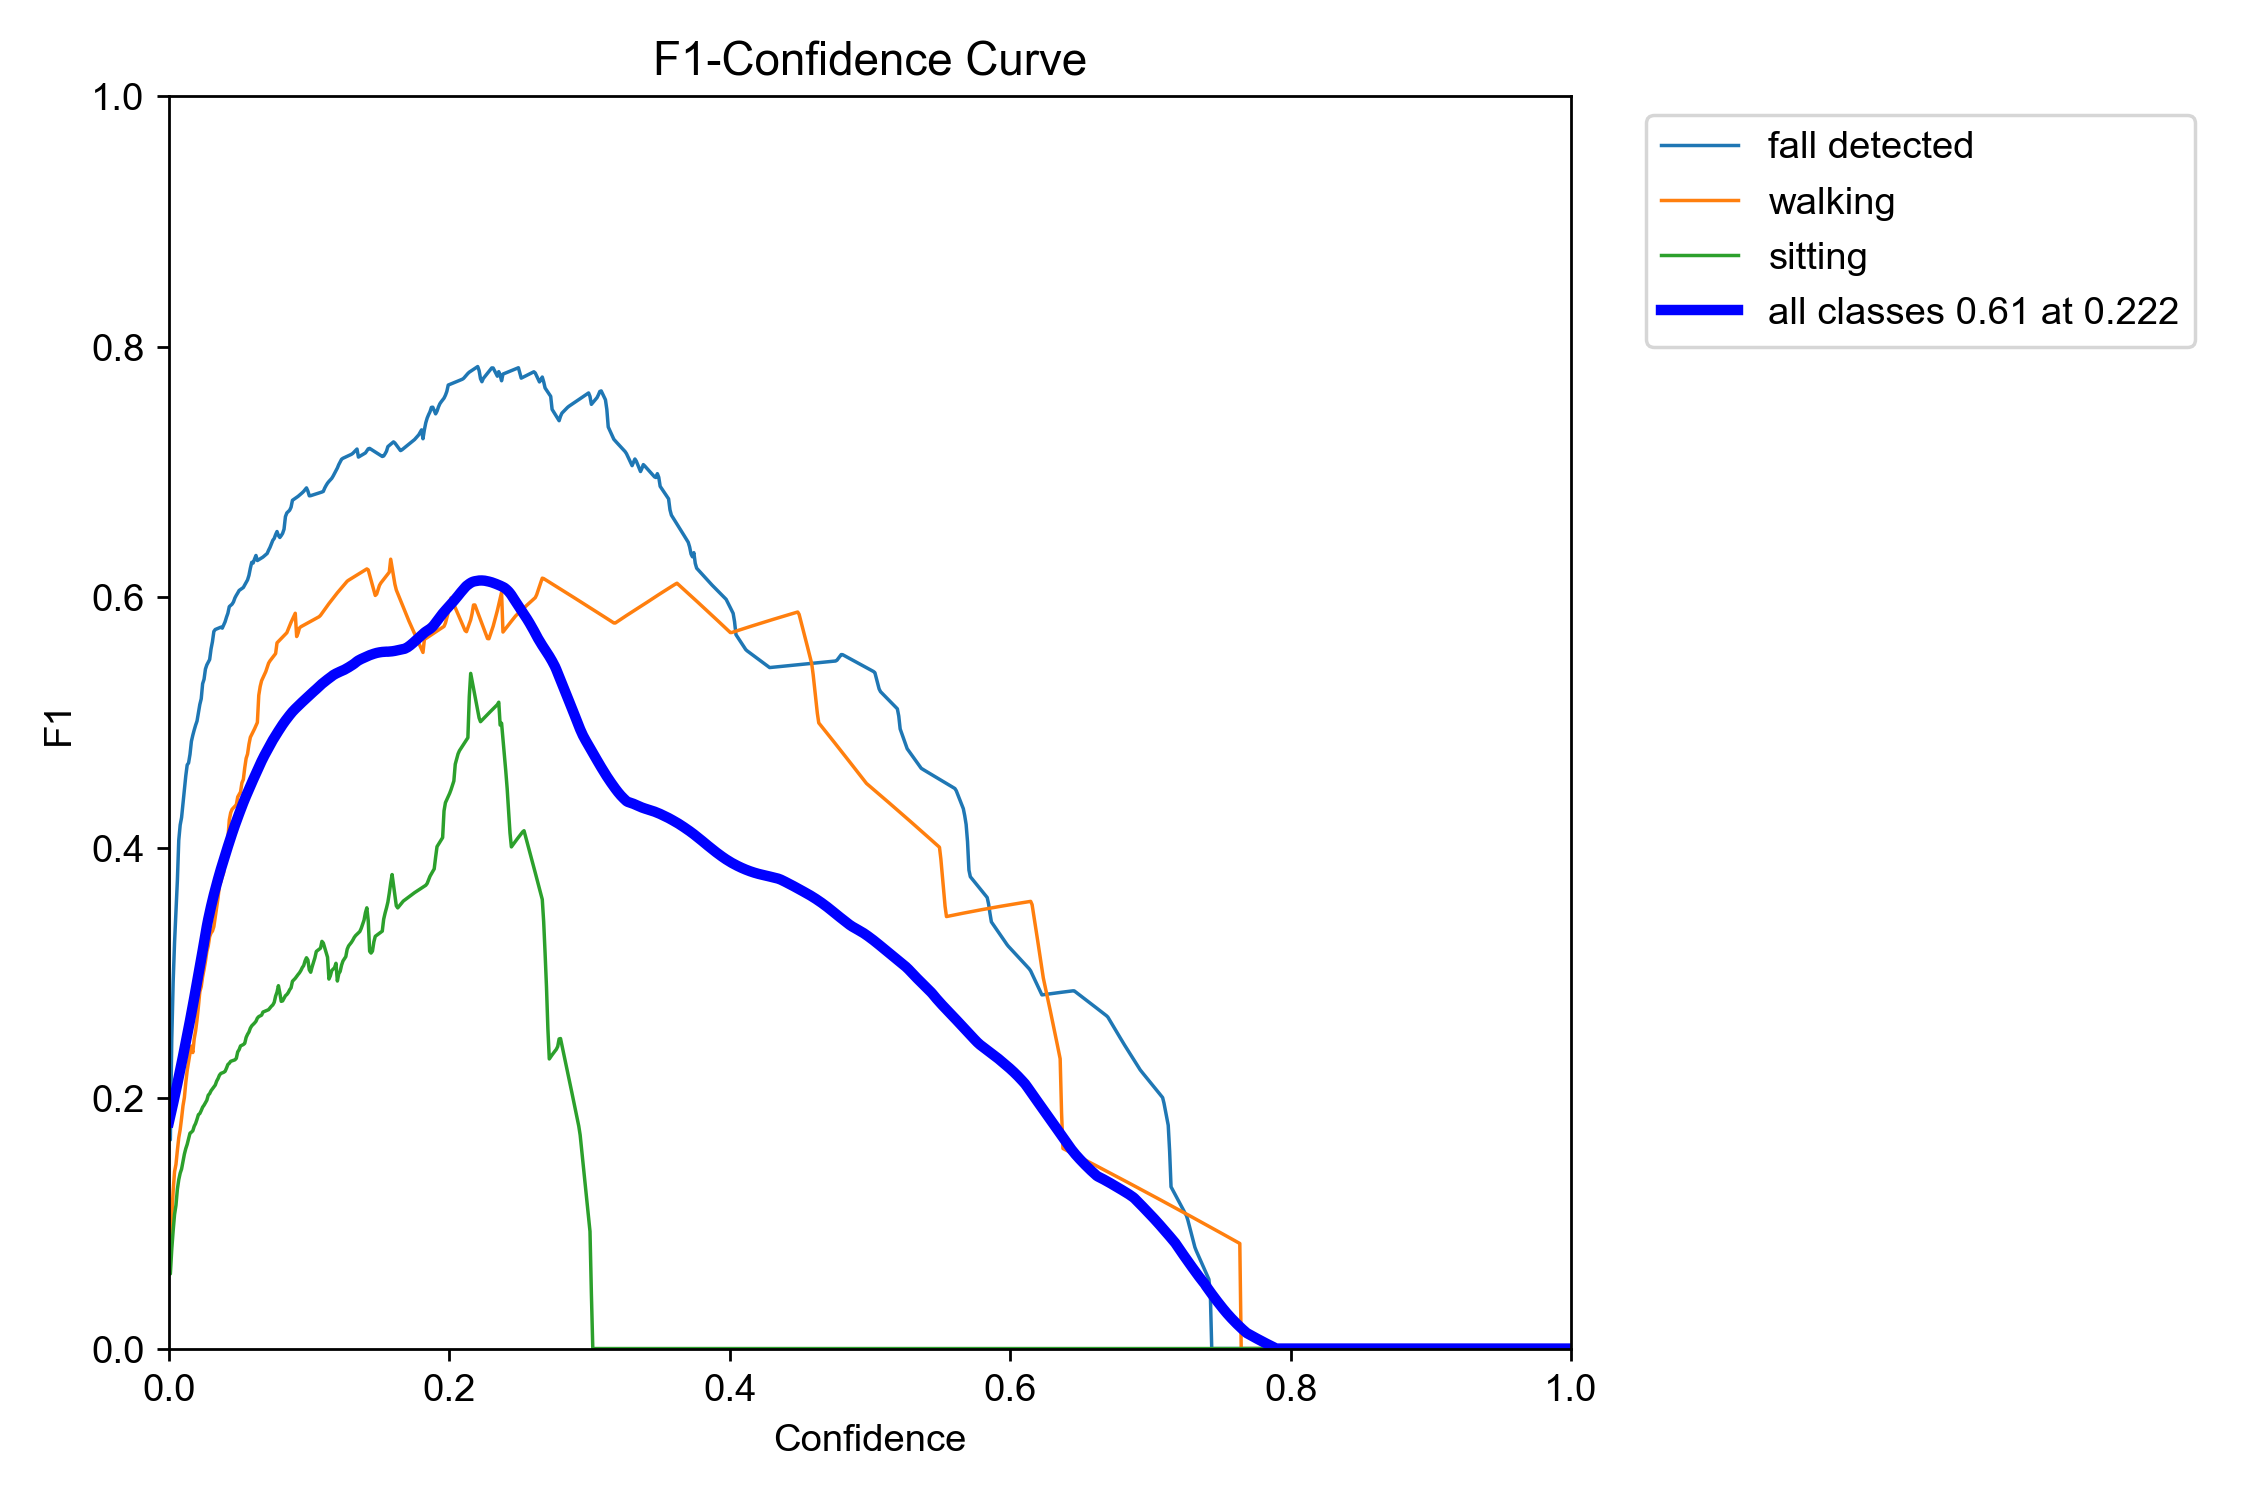 F1-Confidence Curve
1.0
0.8
0.6
0.4
0.2
0.0
F1
0.0 0.2 0.4 0.6 0.8 1.0
Confidence
fall detected
walking
sitting
all classes 0.61 at 0.222